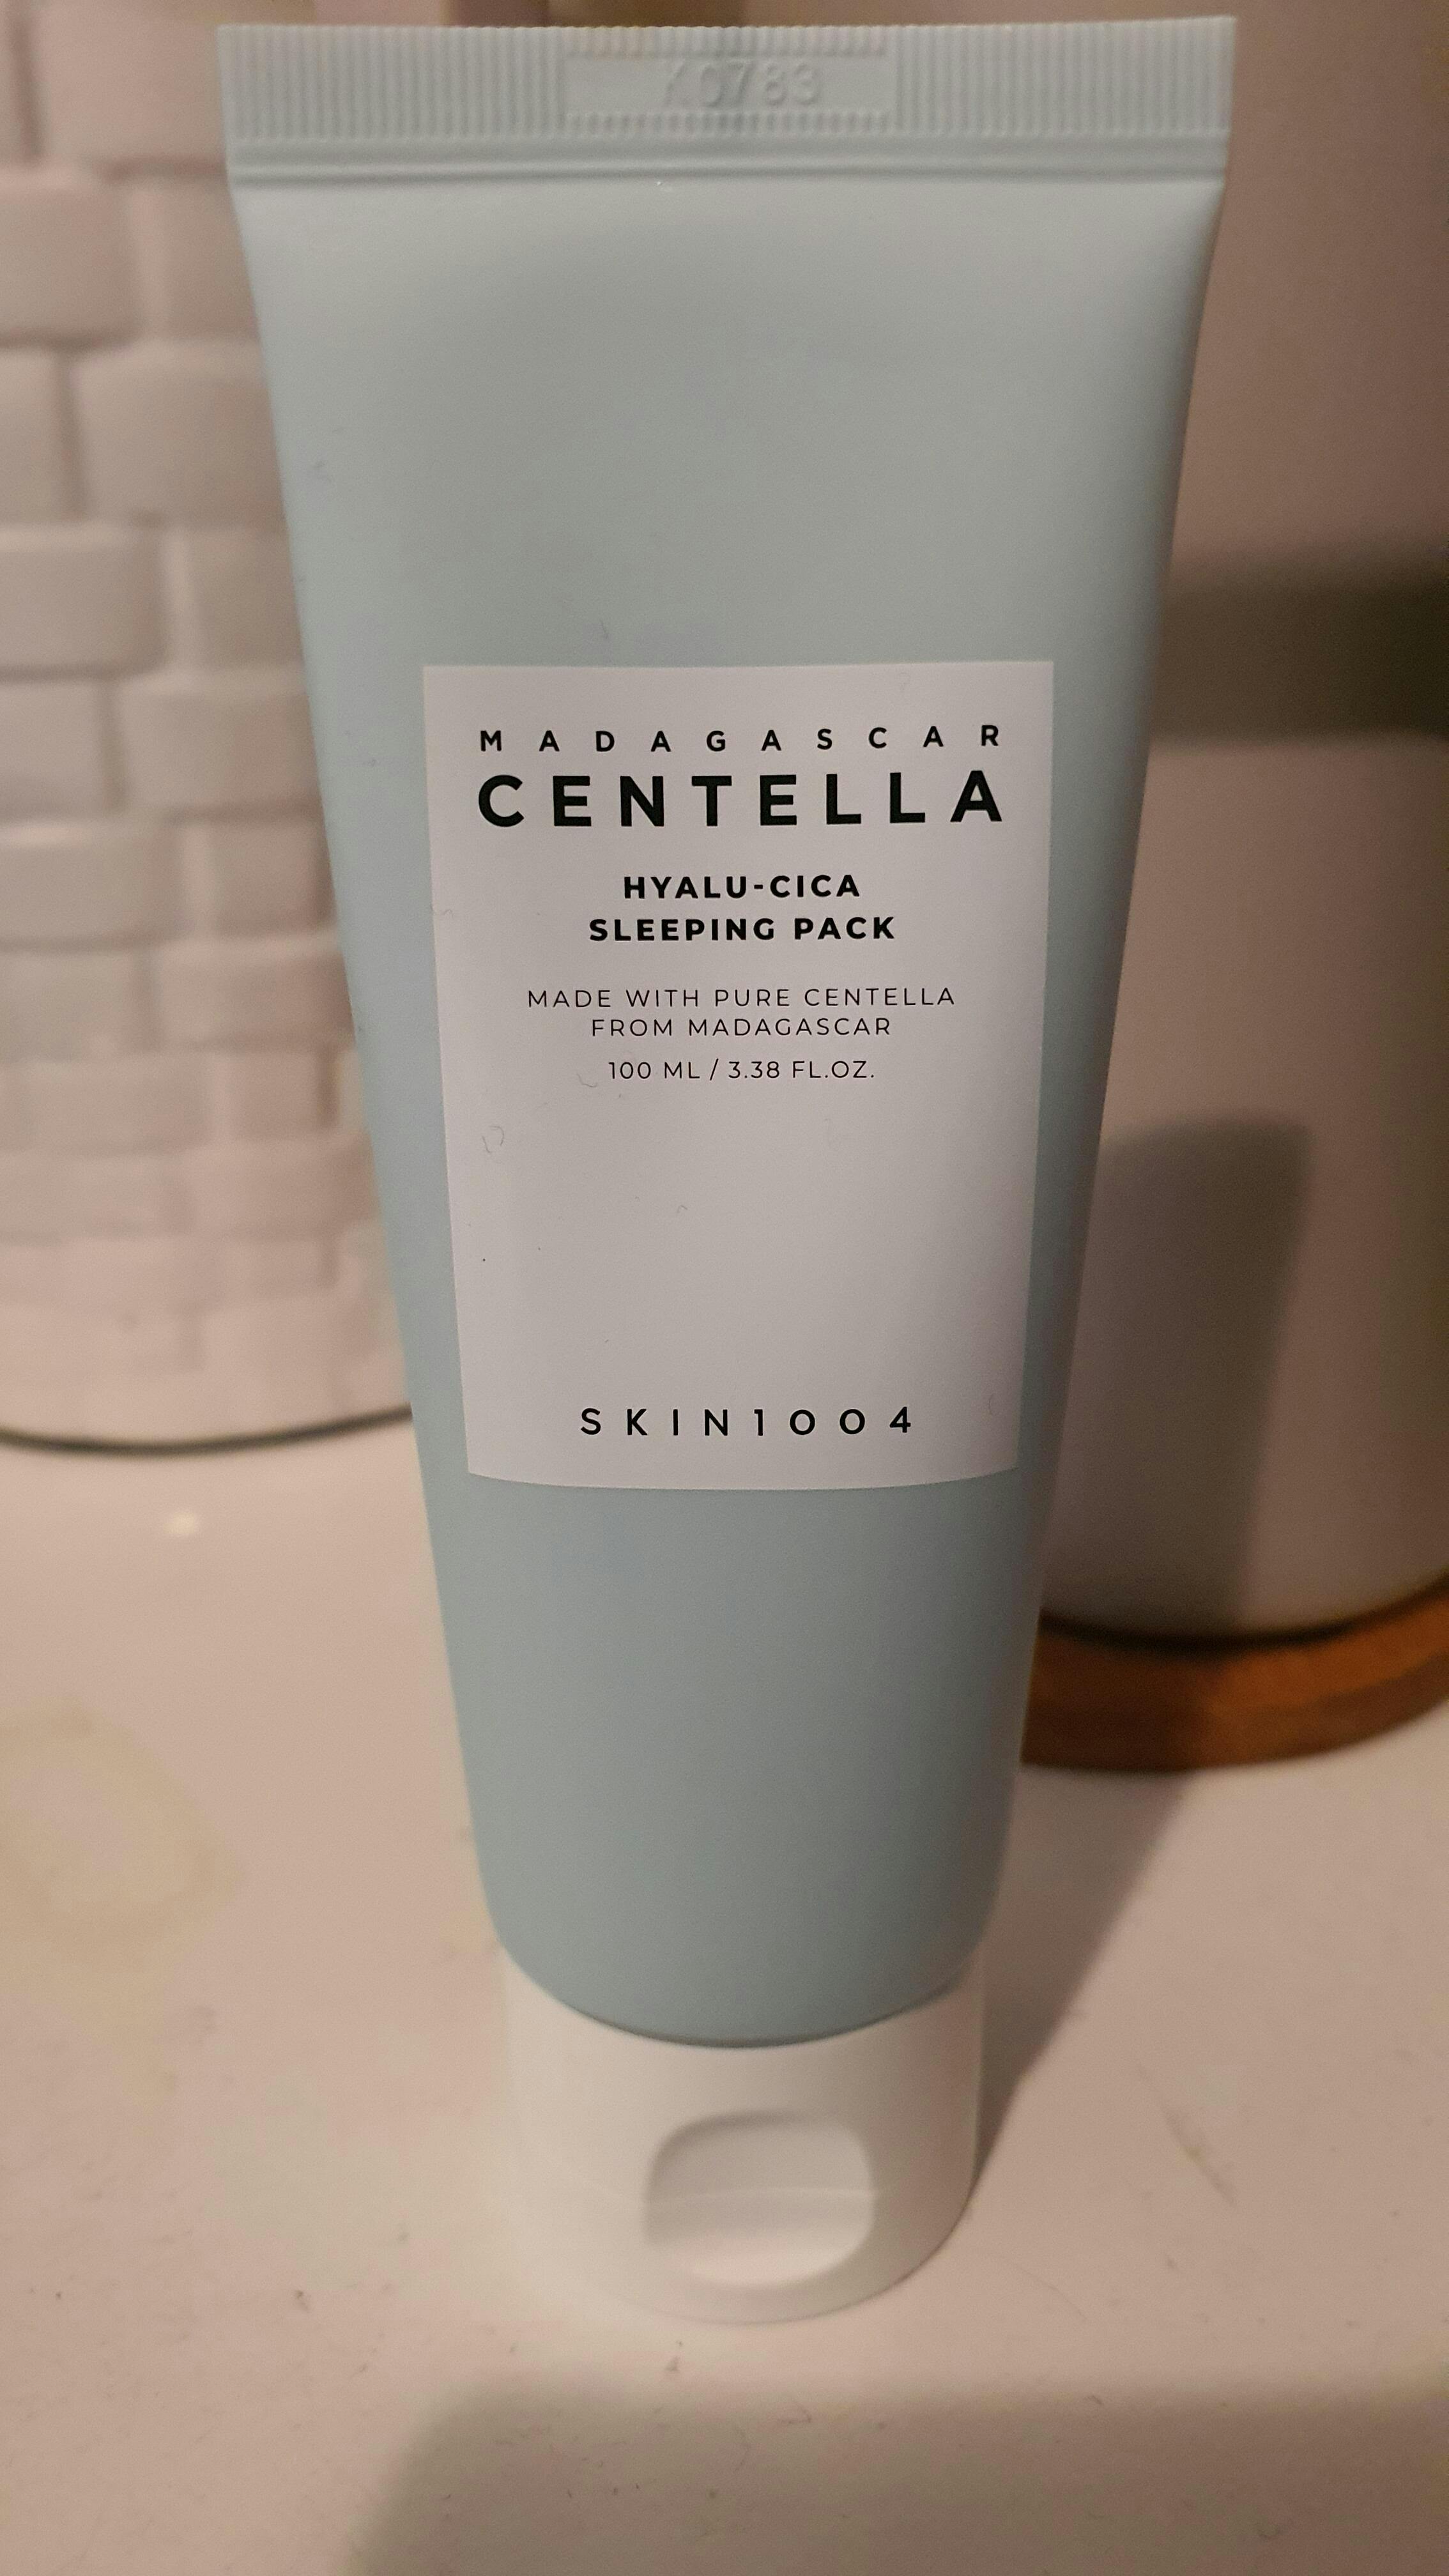 K0783
MADAGASCAR
CENTELLA
HYALU-CICA
SLEEPING PACK
MADE WITH PURE CENTELLA
FROM MADAGASCAR
100 ML / 3.38 FL.OZ.
SKIN1004